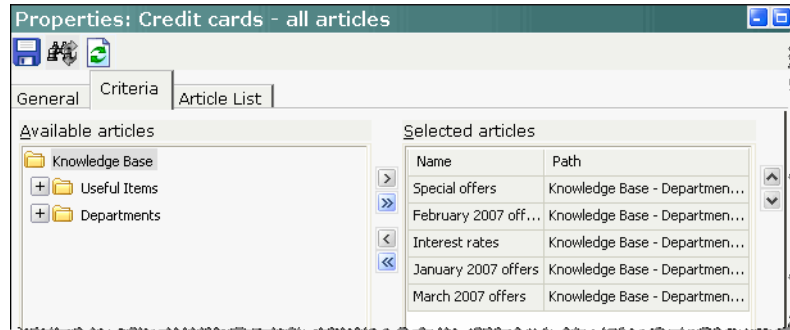 Properties: Credit cards - all articles
General Criteria Article List
Available articles
Knowledge Base
Useful Items
Departments
Selected articles
Name Path
Special offers Knowledge Base - Departmen...
February 2007 off... Knowledge Base - Departmen...
Interest rates Knowledge Base - Departmen...
January 2007 offers Knowledge Base - Departmen...
March 2007 offers Knowledge Base - Departmen...